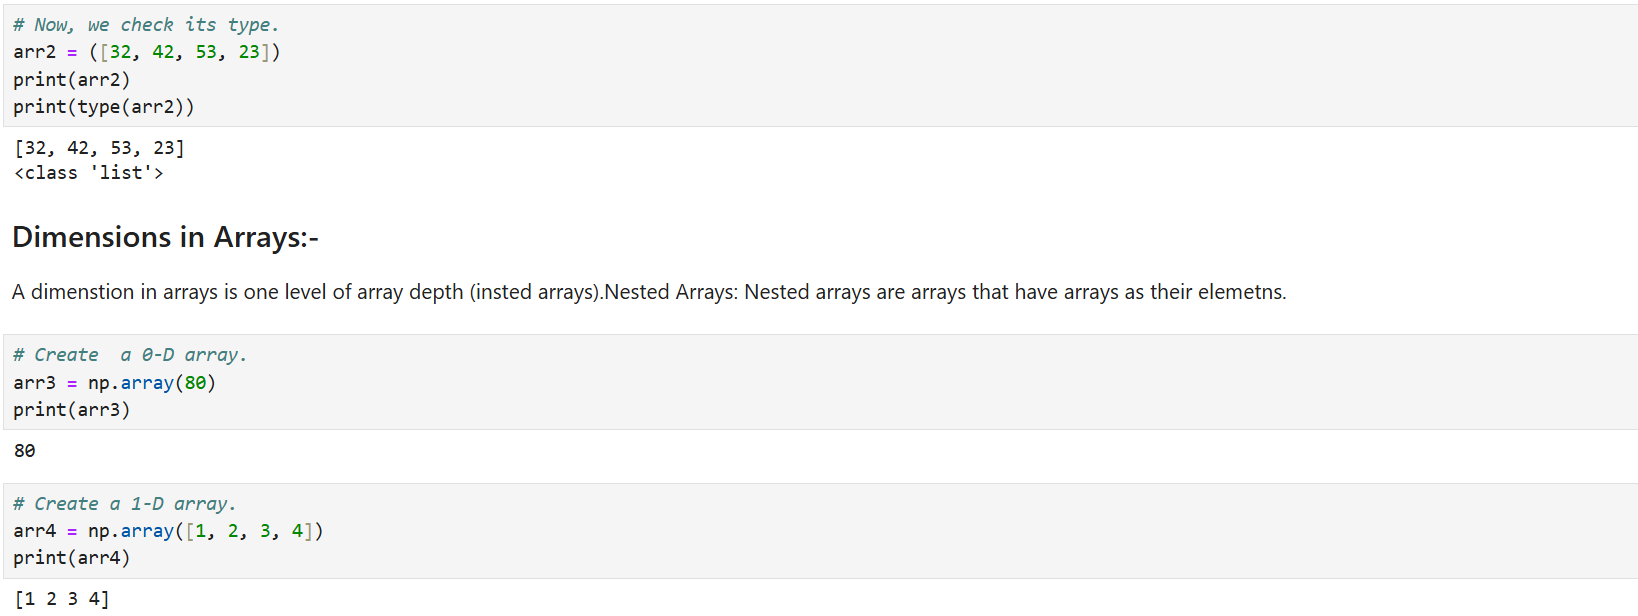 # Now, we check its type.
arr2 = ([32, 42, 53, 23])
print(arr2)
print(type(arr2))
[32, 42, 53, 23]
<class 'list'>
Dimensions in Arrays:-
A dimenstion in arrays is one level of array depth (insted arrays).Nested Arrays: Nested arrays are arrays that have arrays as their elemetns.
# Create  a 0-D array.
arr3 = np.array(80)
print(arr3)
80
# Create a 1-D array.
arr4 = np.array([1, 2, 3, 4])
print(arr4)
[1 2 3 4]